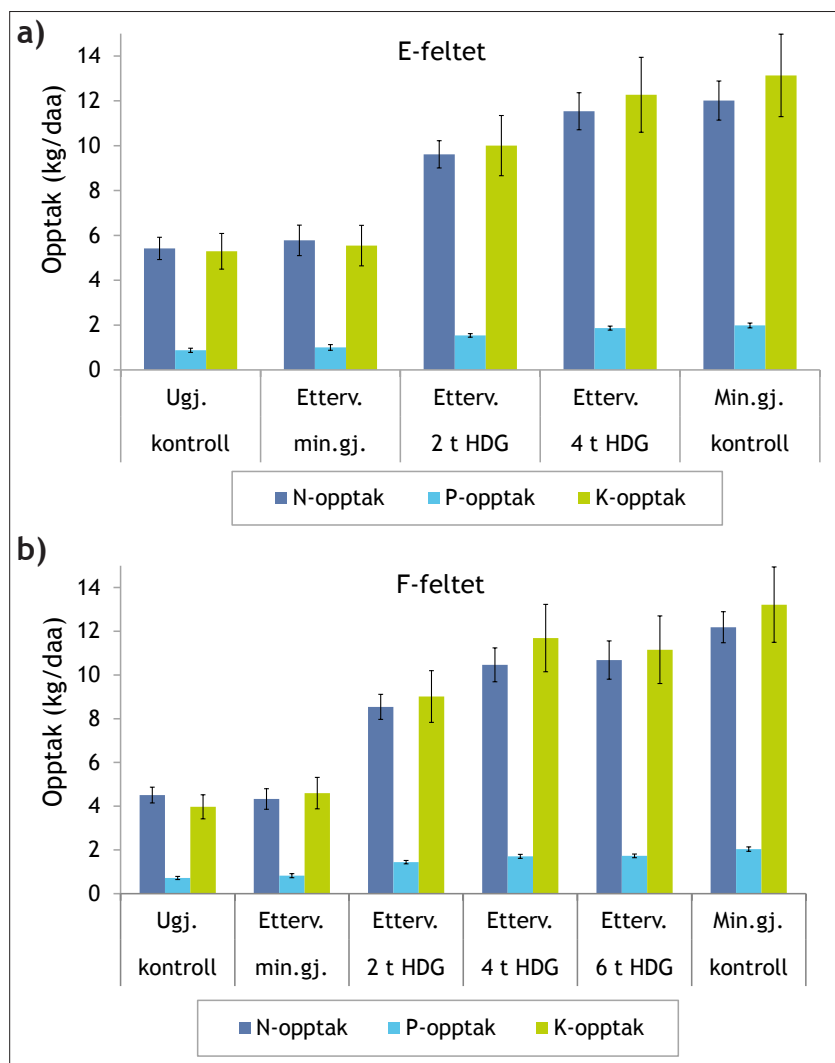 a)
E-feltet
Opptak (kg/daa)
14
12
10
8
6
4
2
0
Ugj. Etterv. Etterv. Etterv. Min.gj.
kontroll min.gj. 2 t HDG 4 t HDG kontroll
N-opptak P-opptak K-opptak
b)
F-feltet
Opptak (kg/daa)
14
12
10
8
6
4
2
0
Ugj. Etterv. Etterv. Etterv. Etterv. Min.gj.
kontroll min.gj. 2 t HDG 4 t HDG 6 t HDG kontroll
N-opptak P-opptak K-opptak